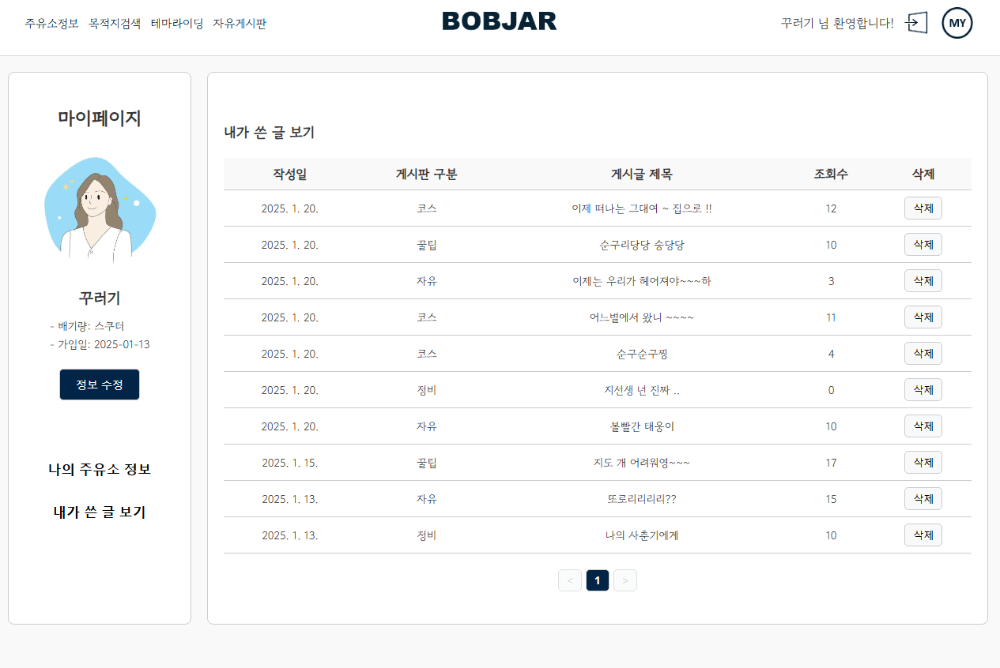 주유소정보 목적지검색 테마라이딩 자유게시판
BOBJAR
꾸러기 님 환영합니다!
MY
마이페이지
꾸러기
- 배기량: 스쿠터
- 가입일: 2025-01-13
정보 수정
나의 주유소 정보
내가 쓴 글 보기
내가 쓴 글 보기
작성일 게시판 구분 게시글 제목 조회수 삭제
2025. 1. 20. 코스 이제 떠나는 그대여 ~ 집으로 !! 12 삭제
2025. 1. 20. 꿀팁 순구리당당 숭당당 10 삭제
2025. 1. 20. 자유 이제는 우리가 헤어져야~~~하 3 삭제
2025. 1. 20. 코스 어느별에서 왔니 ~~~~ 11 삭제
2025. 1. 20. 코스 순구순구찡 4 삭제
2025. 1. 20. 정비 지선생 넌 진짜 .. 0 삭제
2025. 1. 20. 자유 볼빨간 태웅이 10 삭제
2025. 1. 15. 꿀팁 지도 개 어려워영~~~ 17 삭제
2025. 1. 13. 자유 또로리리리리?? 15 삭제
2025. 1. 13. 정비 나의 사춘기에게 10 삭제
< 1 >